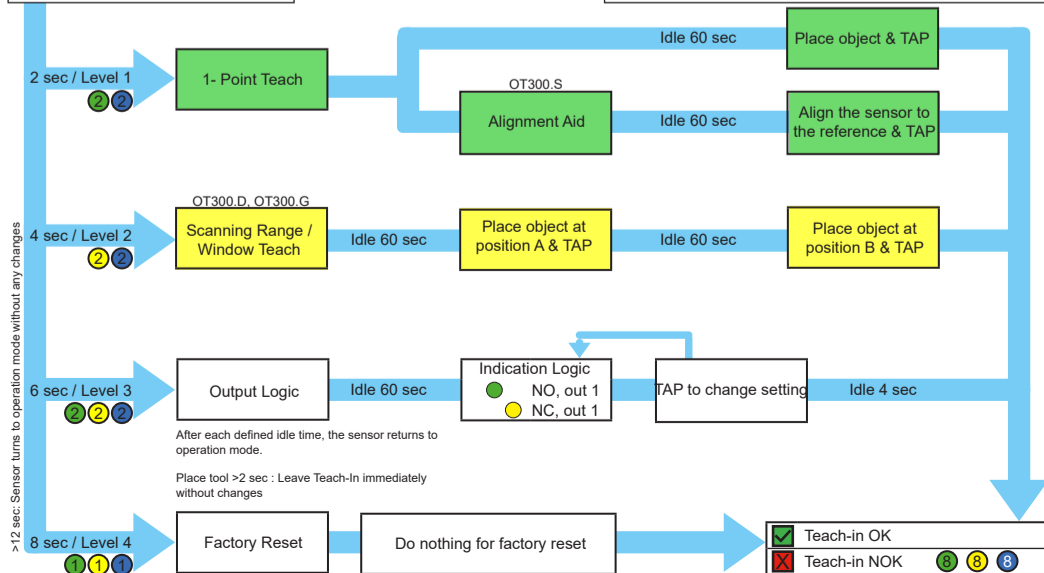 Idle 60 sec
Place object & TAP
2 sec / Level 1
2 2
1- Point Teach
OT300.S
Alignment Aid
Idle 60 sec
Align the sensor to
the reference & TAP
OT300.D, OT300.G
4 sec / Level 2
2 2
Scanning Range /
Window Teach
Idle 60 sec
Place object at
position A & TAP
Idle 60 sec
Place object at
position B & TAP
>12 sec: Sensor turns to operation mode without any changes
6 sec / Level 3
2 2 2
Output Logic
Idle 60 sec
Indication Logic
NO, out 1
NC, out 1
TAP to change setting
Idle 4 sec
After each defined idle time, the sensor returns to
operation mode.
Place tool >2 sec : Leave Teach-In immediately
without changes
8 sec / Level 4
1 1 1
Factory Reset
Do nothing for factory reset
Teach-in OK
Teach-in NOK 8 8 8